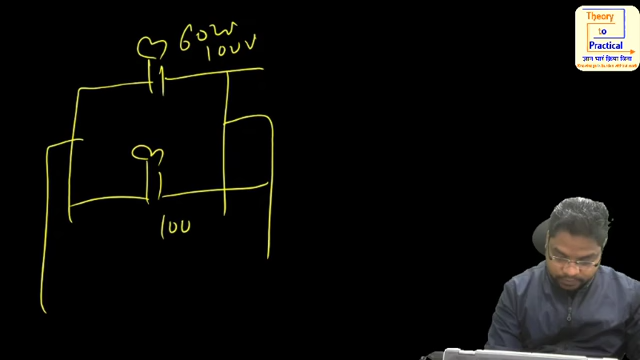 60W
100V
100
Theory
to
Practical
ज्ञान भारं क्रिया बिना